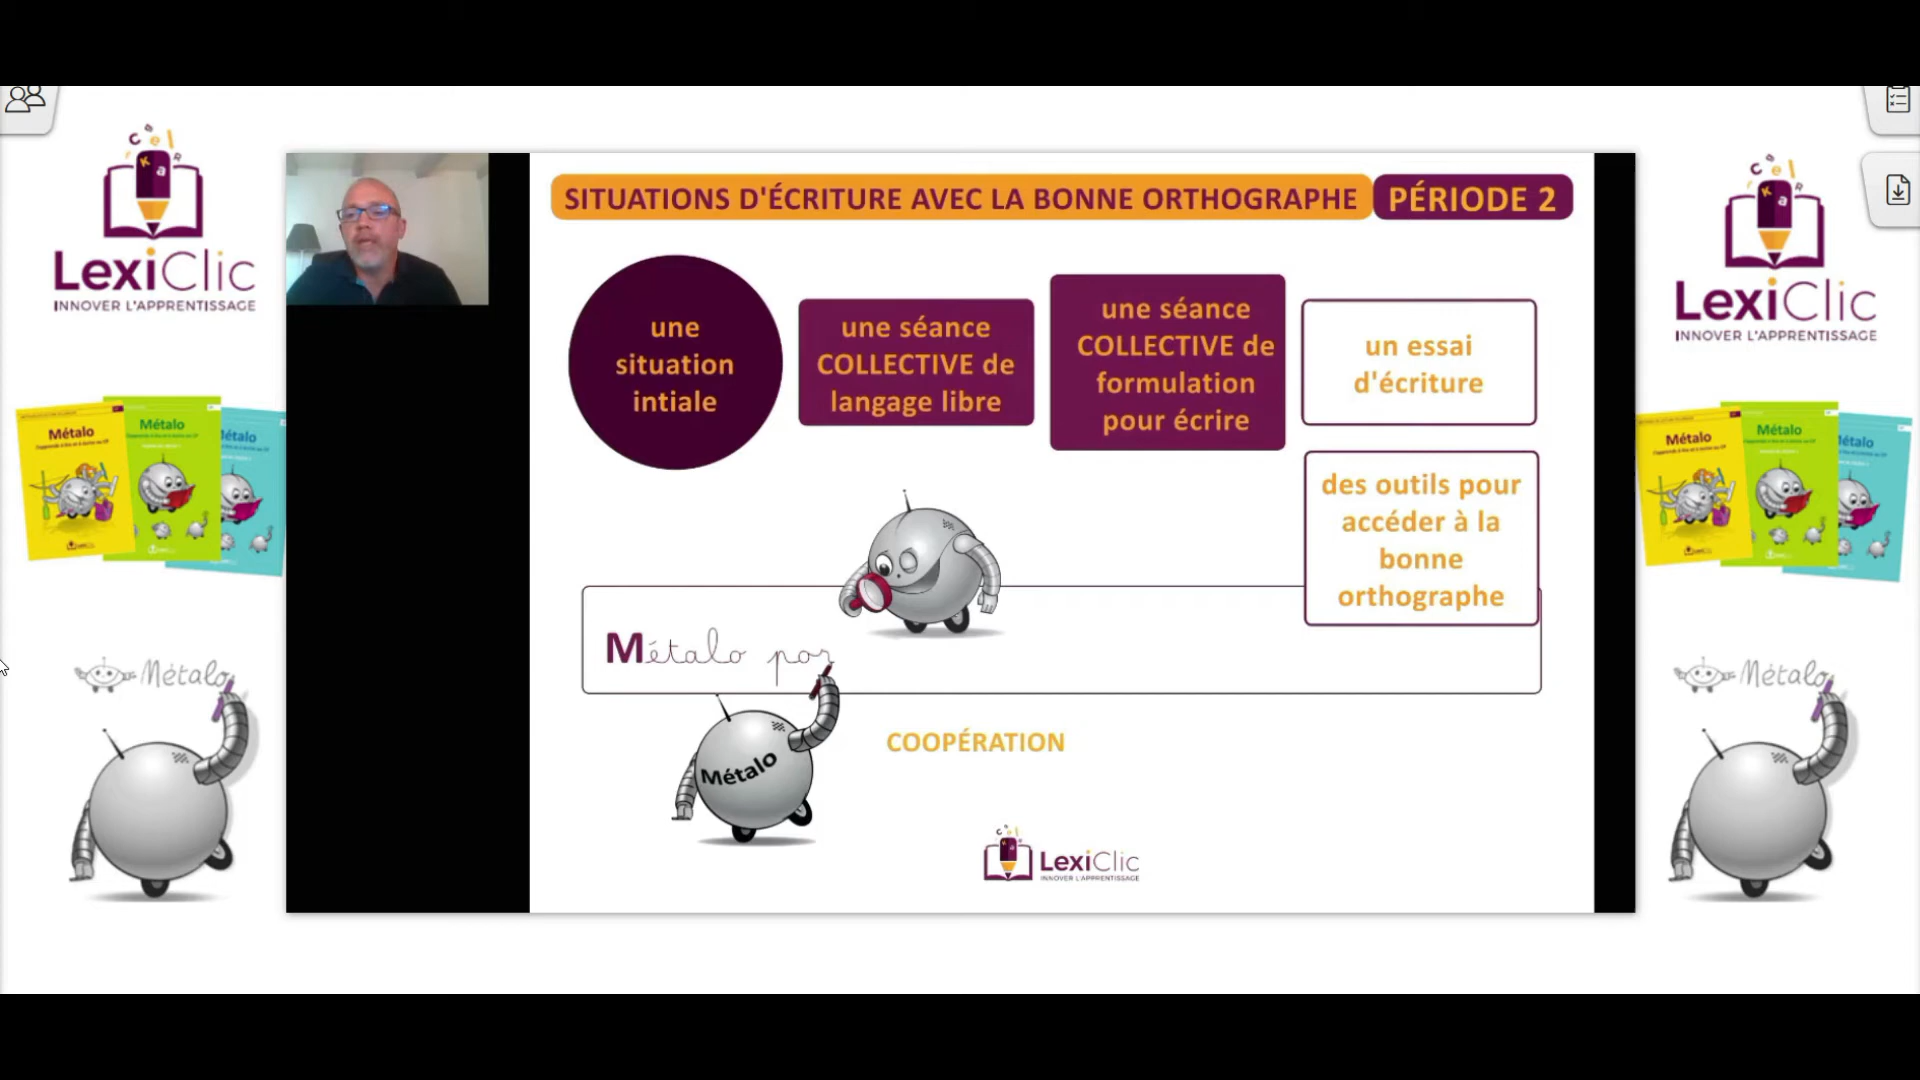 LexiClic
INNOVER L'APPRENTISSAGE
Métalo
Métalo
Métalo
Métalo
SITUATIONS D'ÉCRITURE AVEC LA BONNE ORTHOGRAPHE
PÉRIODE 2
une
situation
intiale
une séance
COLLECTIVE de
langage libre
une séance
COLLECTIVE de
formulation
pour écrire
un essai
d'écriture
des outils pour
accéder à la
bonne
orthographe
Métalo por
Métalo
COOPÉRATION
LexiClic
INNOVER L'APPRENTISSAGE
LexiClic
INNOVER L'APPRENTISSAGE
Métalo
Métalo
Métalo
Métalo